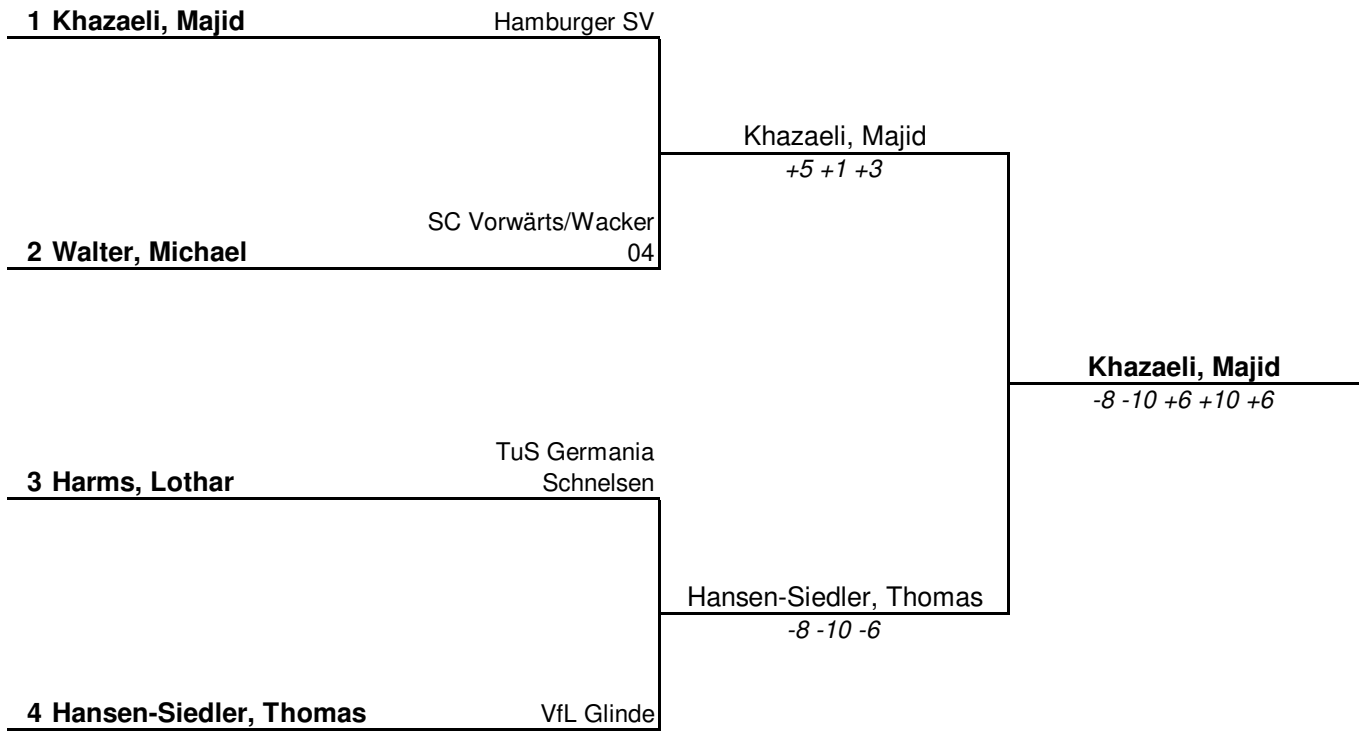 1 Khazaeli, Majid Hamburger SV
Khazaeli, Majid
+5 +1 +3
SC Vorwärts/Wacker
2 Walter, Michael 04
Khazaeli, Majid
-8 -10 +6 +10 +6
TuS Germania
3 Harms, Lothar Schnelsen
Hansen-Siedler, Thomas
-8 -10 -6
4 Hansen-Siedler, Thomas VfL Glinde